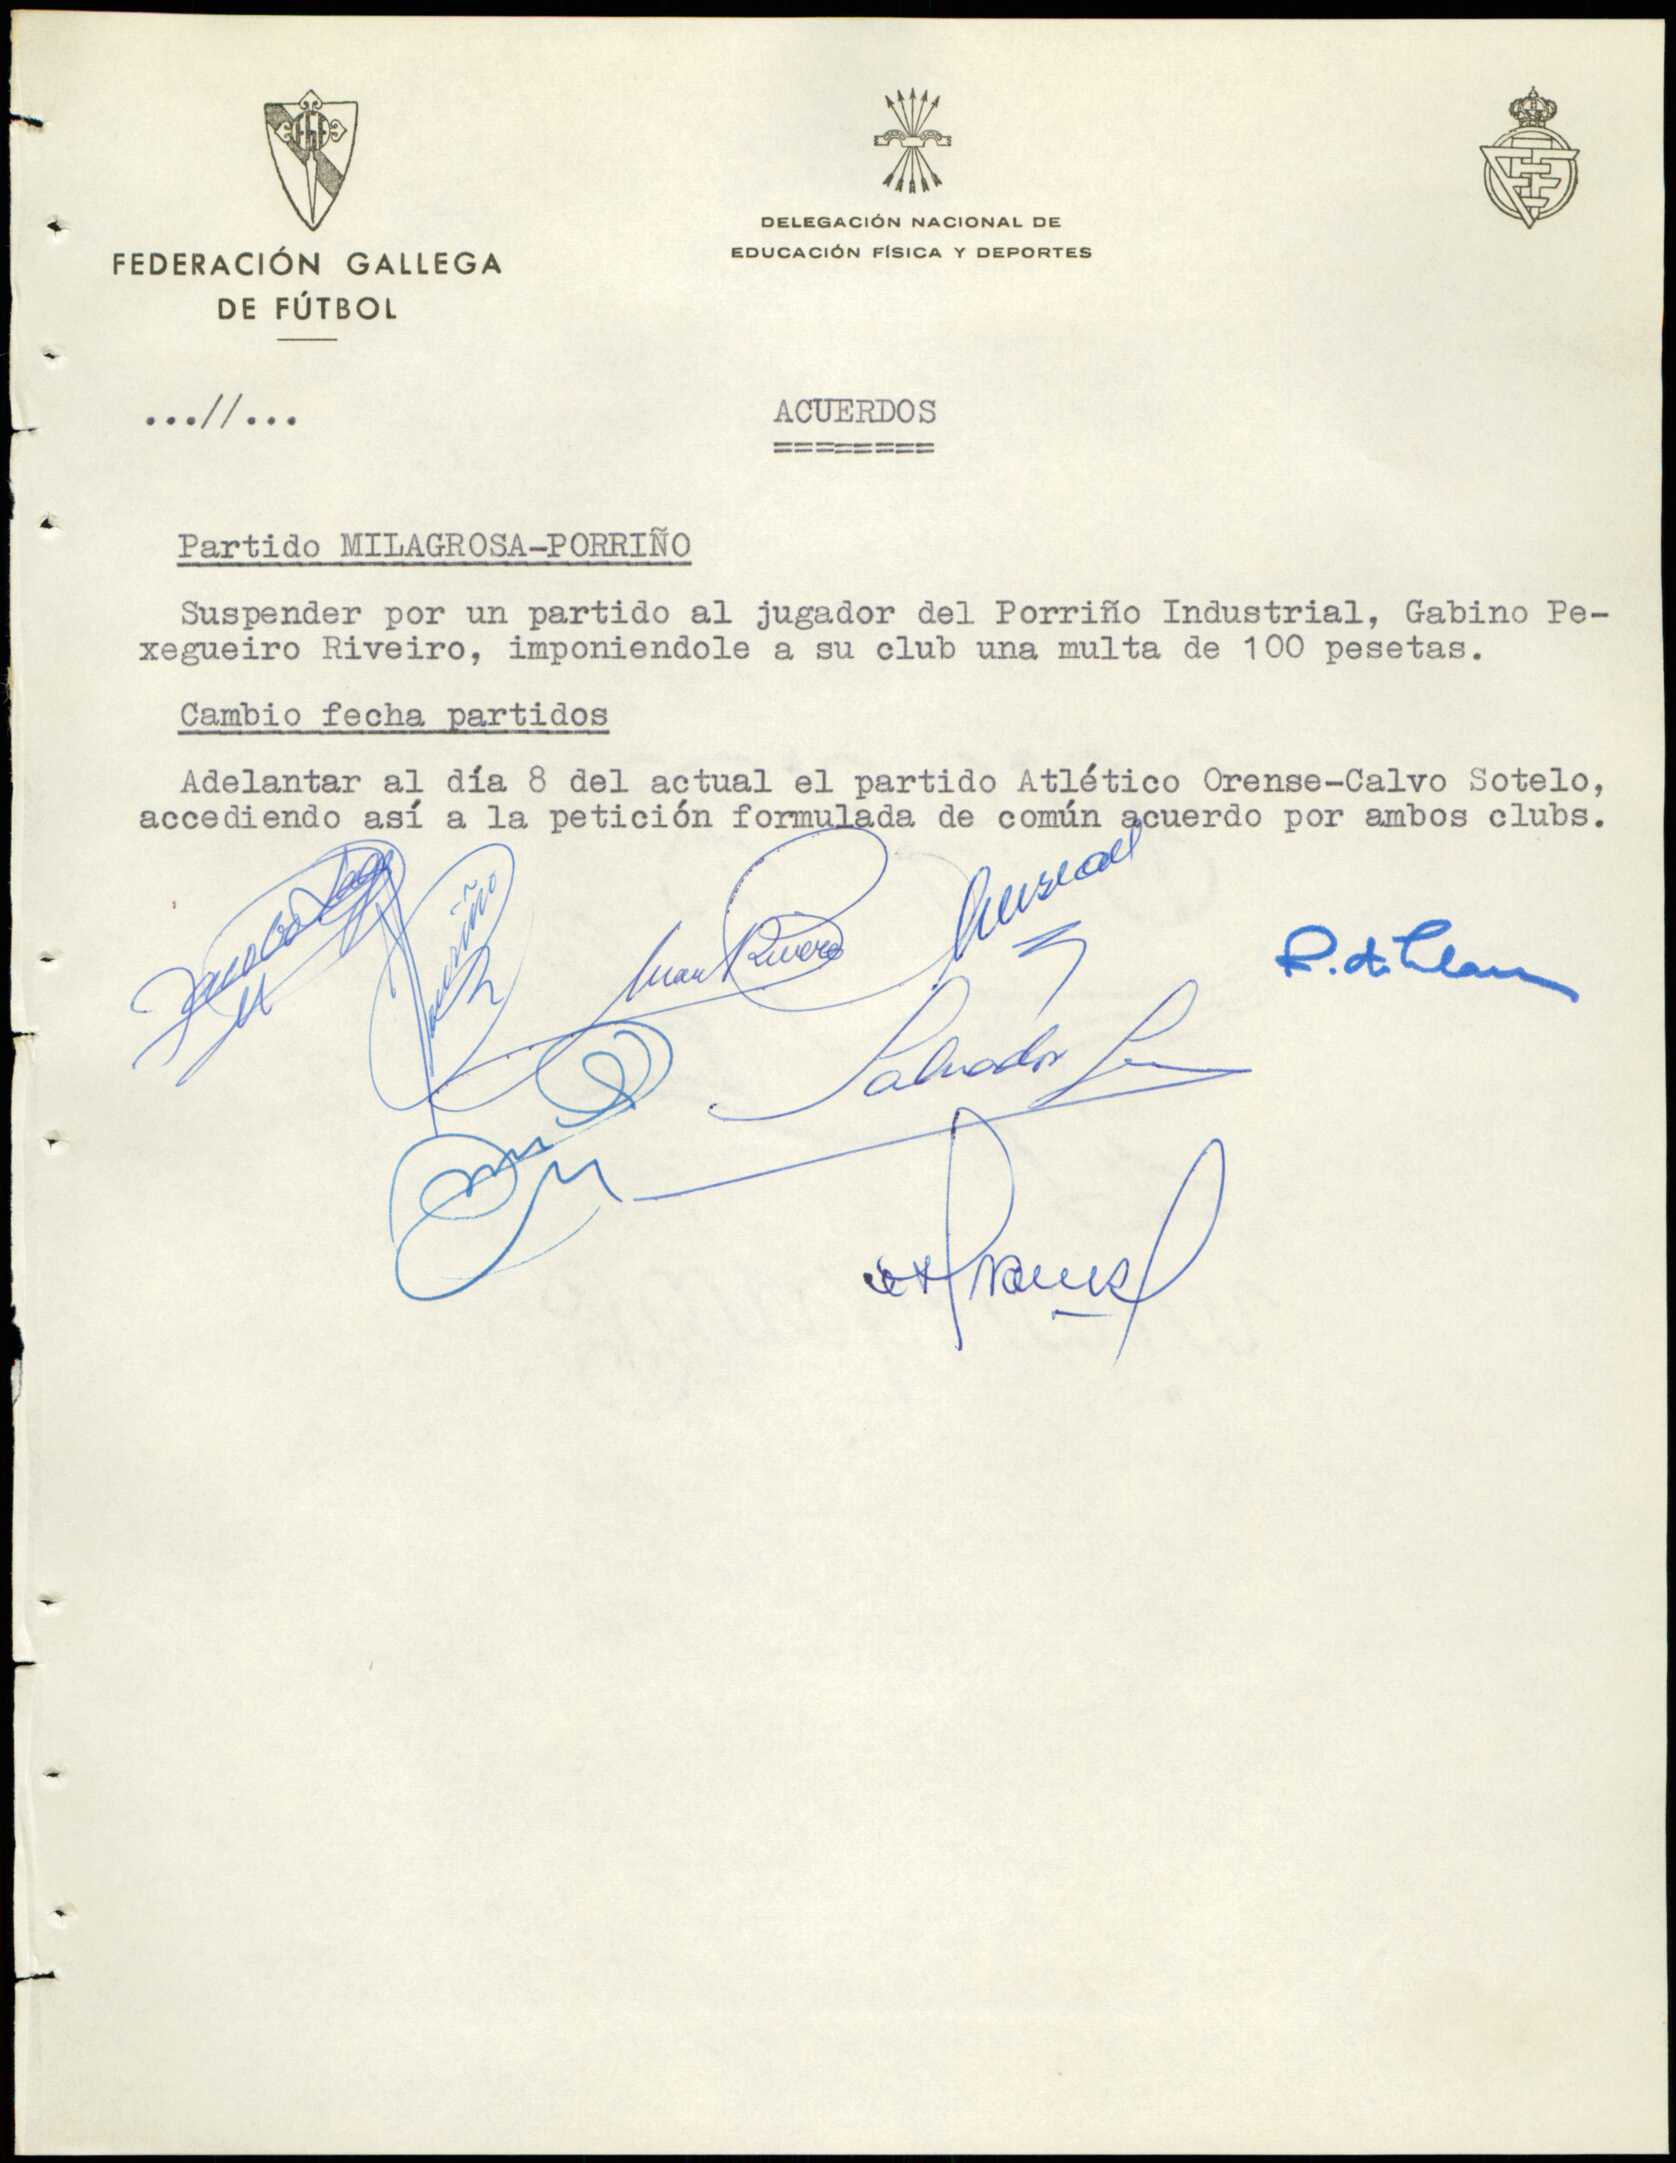 FEDERACIÓN GALLEGA
DE FÚTBOL
DELEGACIÓN NACIONAL DE
EDUCACIÓN FÍSICA Y DEPORTES
...//...
ACUERDOS
========
Partido MILAGROSA-PORRIÑO
Suspender por un partido al jugador del Porriño Industrial, Gabino Pe-
xegueiro Riveiro, imponiendole a su club una multa de 100 pesetas.
Cambio fecha partidos
Adelantar al día 8 del actual el partido Atlético Orense-Calvo Sotelo,
accediendo así a la petición formulada de común acuerdo por ambos clubs.
Juan Rivero
Salvador